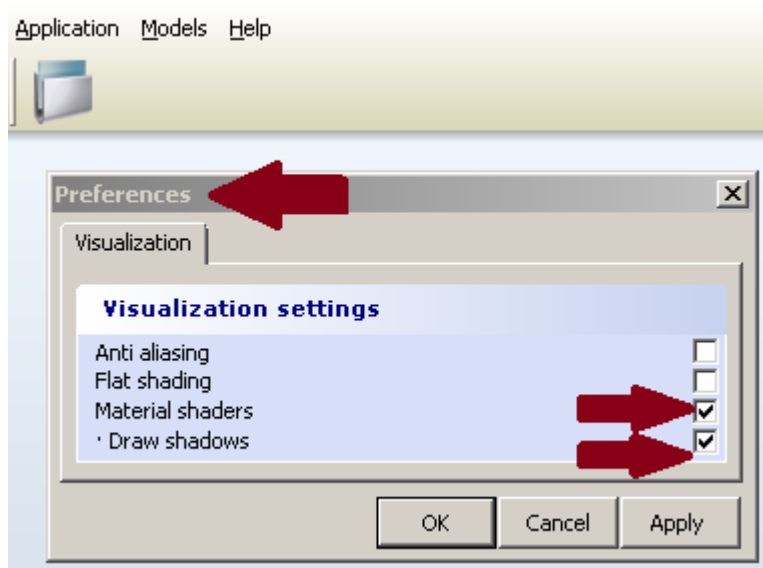 Application Models Help
Preferences
Visualization
Visualization settings
Anti aliasing
Flat shading
Material shaders
· Draw shadows
OK Cancel Apply